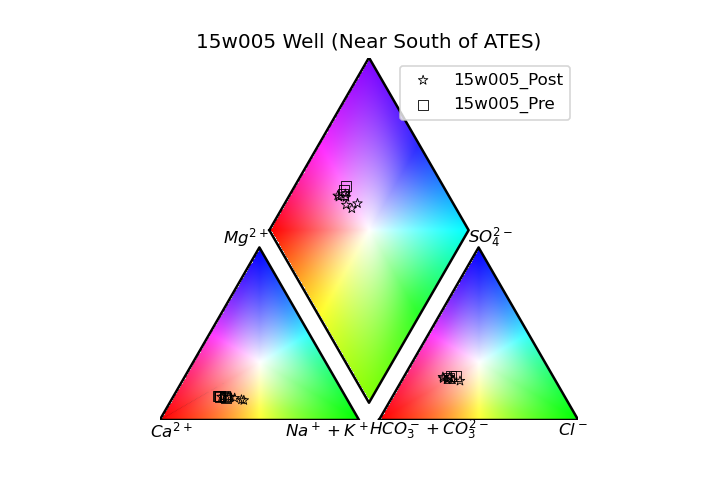 15w005 Well (Near South of ATES)
15w005_Post
15w005_Pre
Mg²⁺
SO₄²⁻
Ca²⁺
Na⁺ + K⁺
HCO₃⁻ + CO₃²⁻
Cl⁻